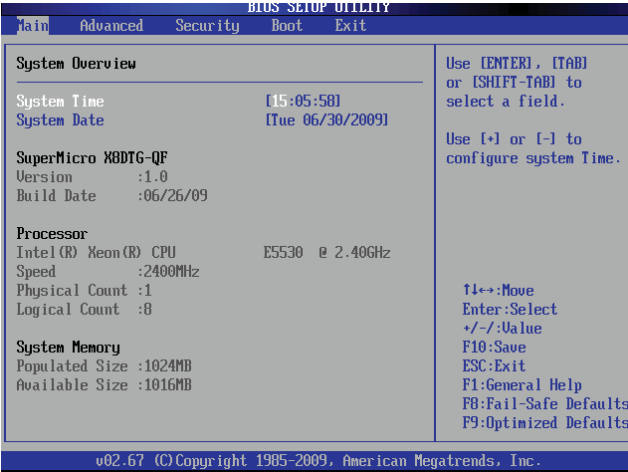 BIOS SETUP UTILITY
Main Advanced Security Boot Exit
System Overview
System Time [15:05:58]
System Date [Tue 06/30/2009]
SuperMicro X8DTG-QF
Version :1.0
Build Date :06/26/09
Processor
Intel(R) Xeon(R) CPU E5530 @ 2.40GHz
Speed :2400MHz
Physical Count :1
Logical Count :8
System Memory
Populated Size :1024MB
Available Size :1016MB
Use [ENTER], [TAB]
or [SHIFT-TAB] to
select a field.
Use [+] or [-] to
configure system Time.
↑↓↔:Move
Enter:Select
+/-/:Value
F10:Save
ESC:Exit
F1:General Help
F8:Fail-Safe Defaults
F9:Optimized Defaults
v02.67 (C)Copyright 1985-2009, American Megatrends, Inc.